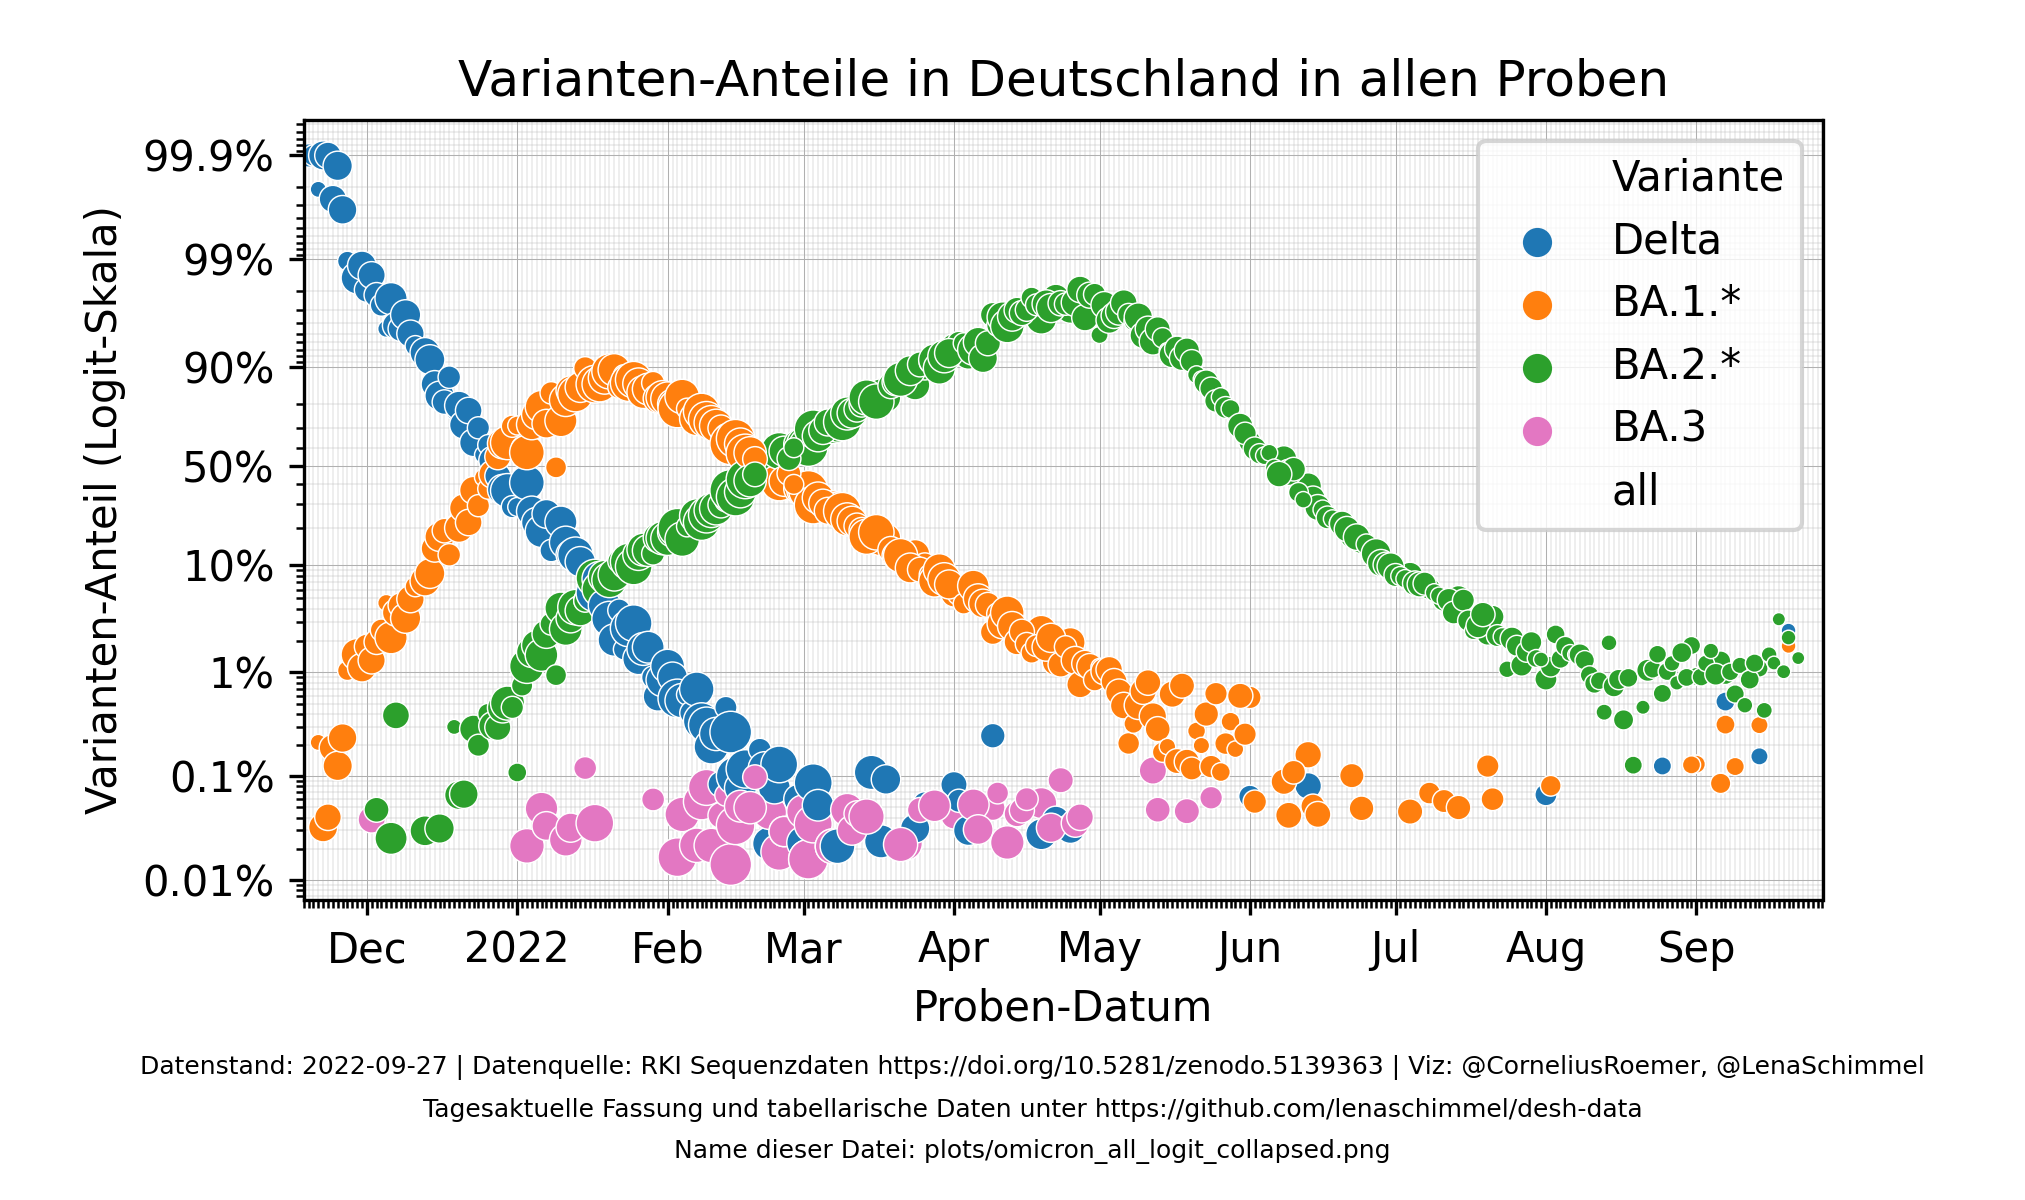 Varianten-Anteile in Deutschland in allen Proben
Varianten-Anteil (Logit-Skala)
99.9%
99%
90%
50%
10%
1%
0.1%
0.01%
Variante
Delta
BA.1.*
BA.2.*
BA.3
all
Dec 2022 Feb Mar Apr May Jun Jul Aug Sep
Proben-Datum
Datenstand: 2022-09-27 | Datenquelle: RKI Sequenzdaten https://doi.org/10.5281/zenodo.5139363 | Viz: @CorneliusRoemer, @LenaSchimmel
Tagesaktuelle Fassung und tabellarische Daten unter https://github.com/lenaschimmel/desh-data
Name dieser Datei: plots/omicron_all_logit_collapsed.png